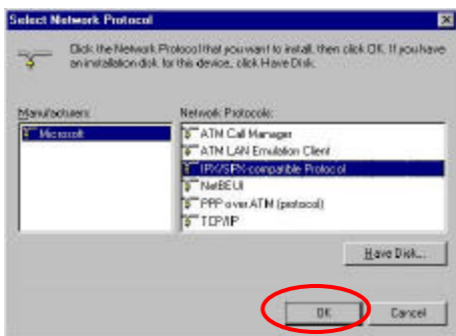 Select Network Protocol
Click the Network Protocol that you want to install, then click OK. If you have
an installation disk for this device, click Have Disk.
Manufacturers:
Network Protocols:
Microsoft
ATM Call Manager
ATM LAN Emulation Client
IPX/SPX-compatible Protocol
NetBEUI
PPP over ATM (protocol)
TCP/IP
Have Disk...
OK
Cancel